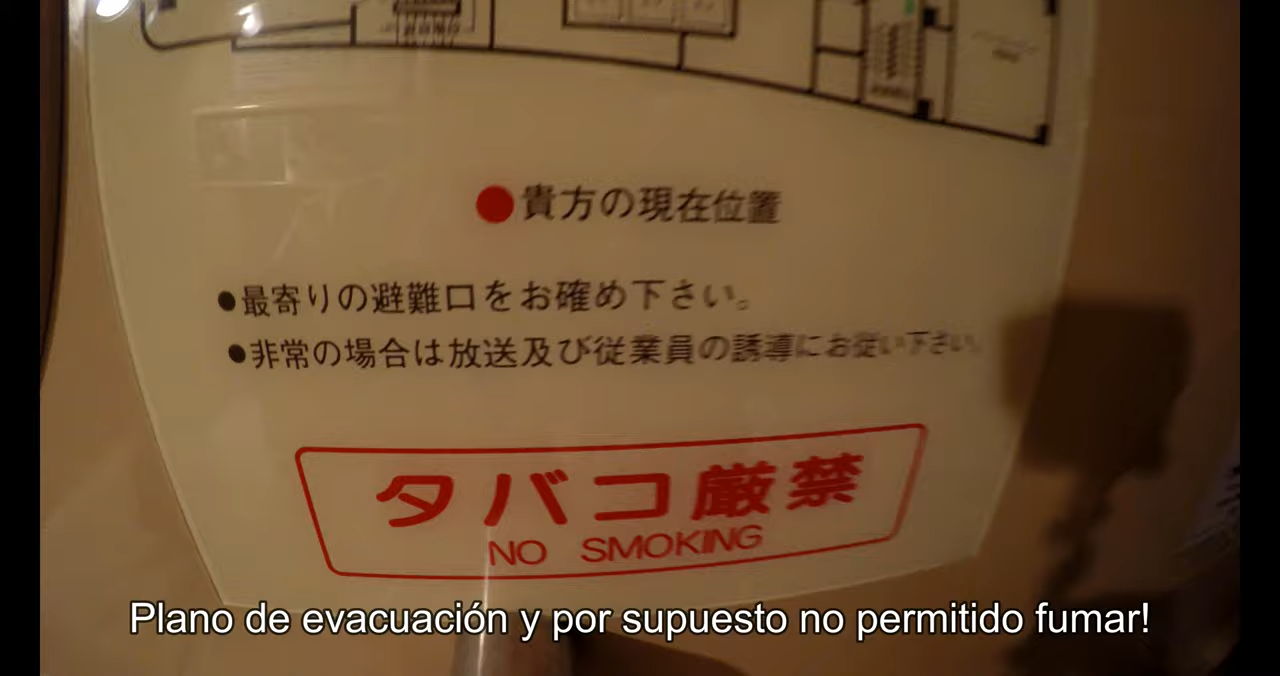 ●貴方の現在位置
●最寄りの避難口をお確め下さい。
●非常の場合は放送及び従業員の誘導にお従い下さい。
タバコ厳禁
NO SMOKING
Plano de evacuación y por supuesto no permitido fumar!